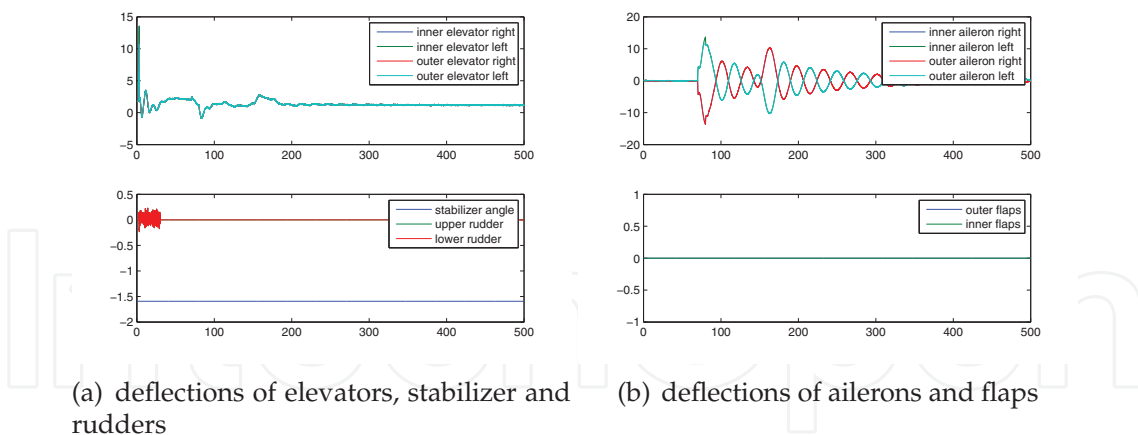 15
10
5
0
−5
0 100 200 300 400 500
inner elevator right
inner elevator left
outer elevator right
outer elevator left
20
10
0
−10
−20
0 100 200 300 400 500
inner aileron right
inner aileron left
outer aileron right
outer aileron left
0.5
0
−0.5
−1
−1.5
−2
0 100 200 300 400 500
stabilizer angle
upper rudder
lower rudder
1
0.5
0
−0.5
−1
0 100 200 300 400 500
outer flaps
inner flaps
(a) deflections of elevators, stabilizer and
rudders
(b) deflections of ailerons and flaps